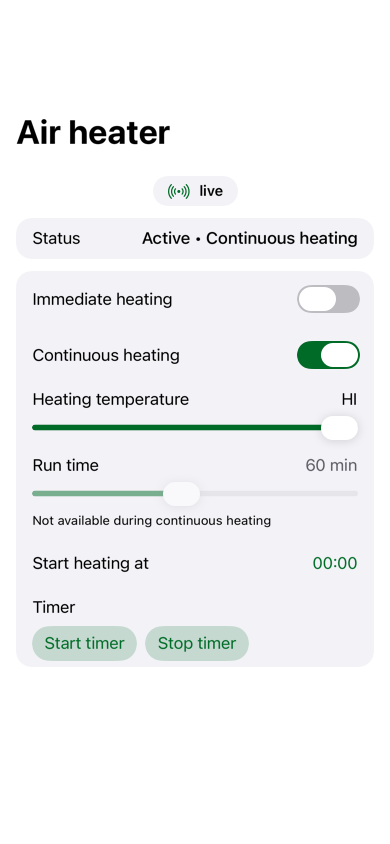 Air heater
live
Status Active • Continuous heating
Immediate heating
Continuous heating
Heating temperature HI
Run time 60 min
Not available during continuous heating
Start heating at 00:00
Timer
Start timer Stop timer